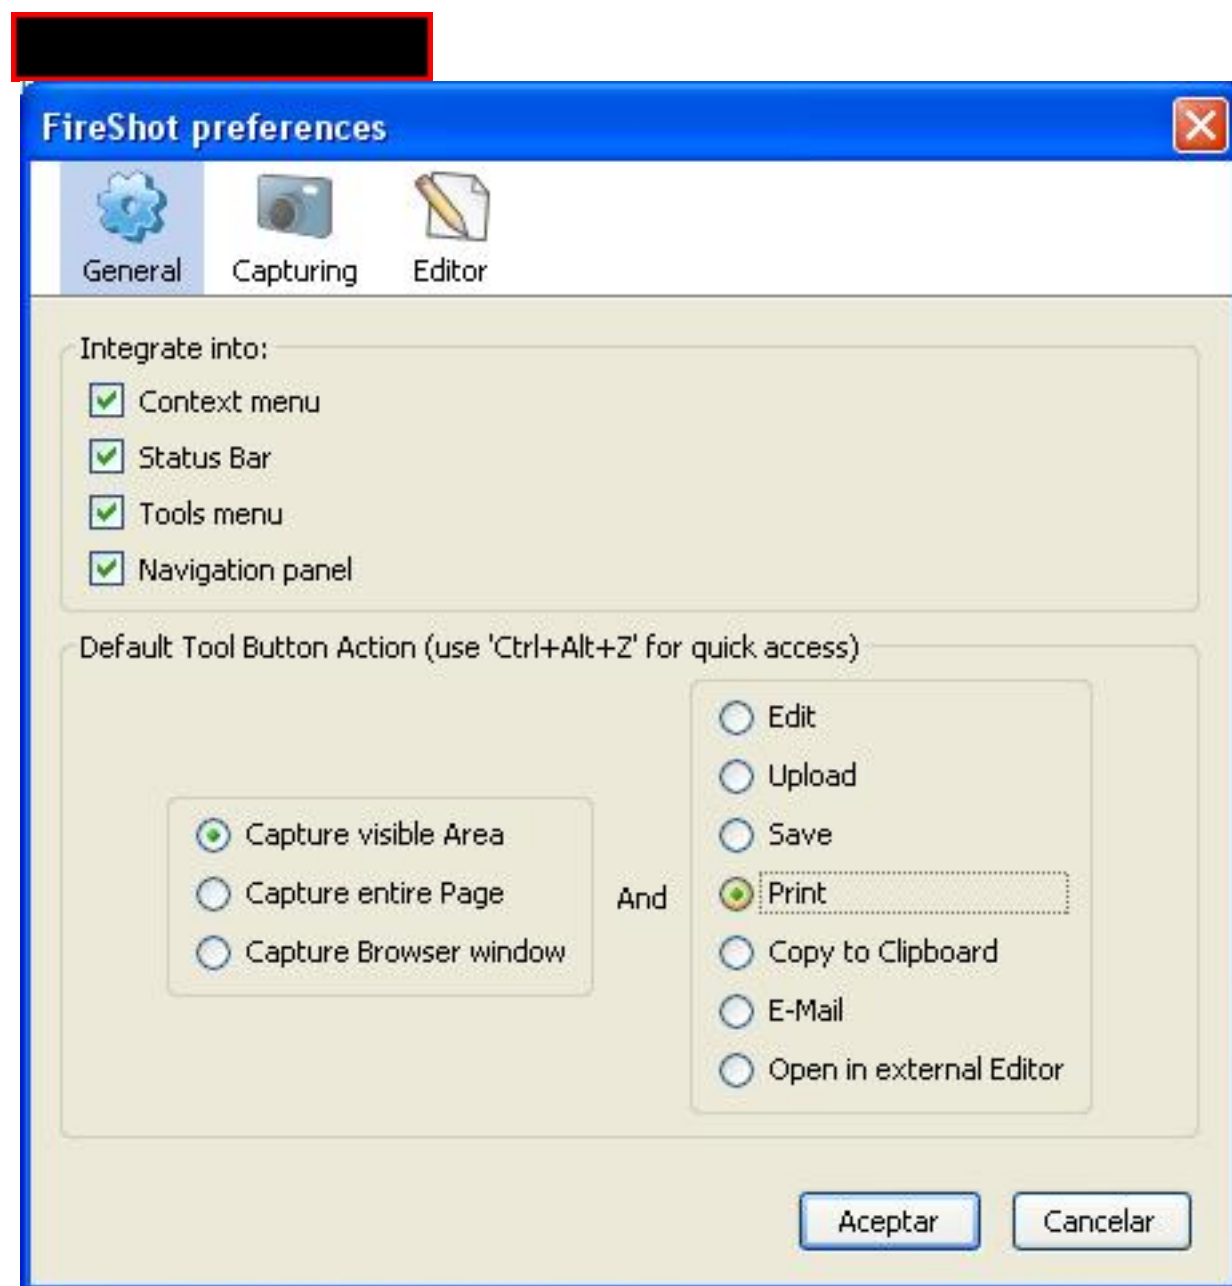 FireShot preferences
General Capturing Editor
Integrate into:
Context menu
Status Bar
Tools menu
Navigation panel
Default Tool Button Action (use 'Ctrl+Alt+Z' for quick access)
Capture visible Area
Capture entire Page
Capture Browser window
And
Edit
Upload
Save
Print
Copy to Clipboard
E-Mail
Open in external Editor
Aceptar Cancelar